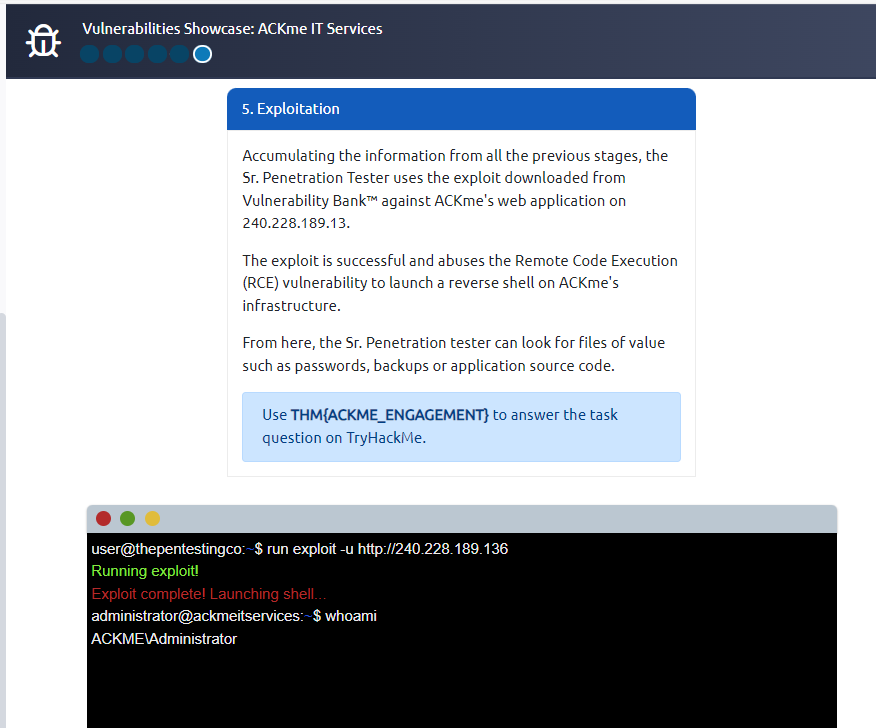 Vulnerabilities Showcase: ACKme IT Services
5. Exploitation
Accumulating the information from all the previous stages, the
Sr. Penetration Tester uses the exploit downloaded from
Vulnerability Bank™ against ACKme's web application on
240.228.189.13.
The exploit is successful and abuses the Remote Code Execution
(RCE) vulnerability to launch a reverse shell on ACKme's
infrastructure.
From here, the Sr. Penetration tester can look for files of value
such as passwords, backups or application source code.
Use THM{ACKME_ENGAGEMENT} to answer the task
question on TryHackMe.
user@thepentestingco:~$ run exploit -u http://240.228.189.136
Running exploit!
Exploit complete! Launching shell...
administrator@ackmeitservices:~$ whoami
ACKME\Administrator